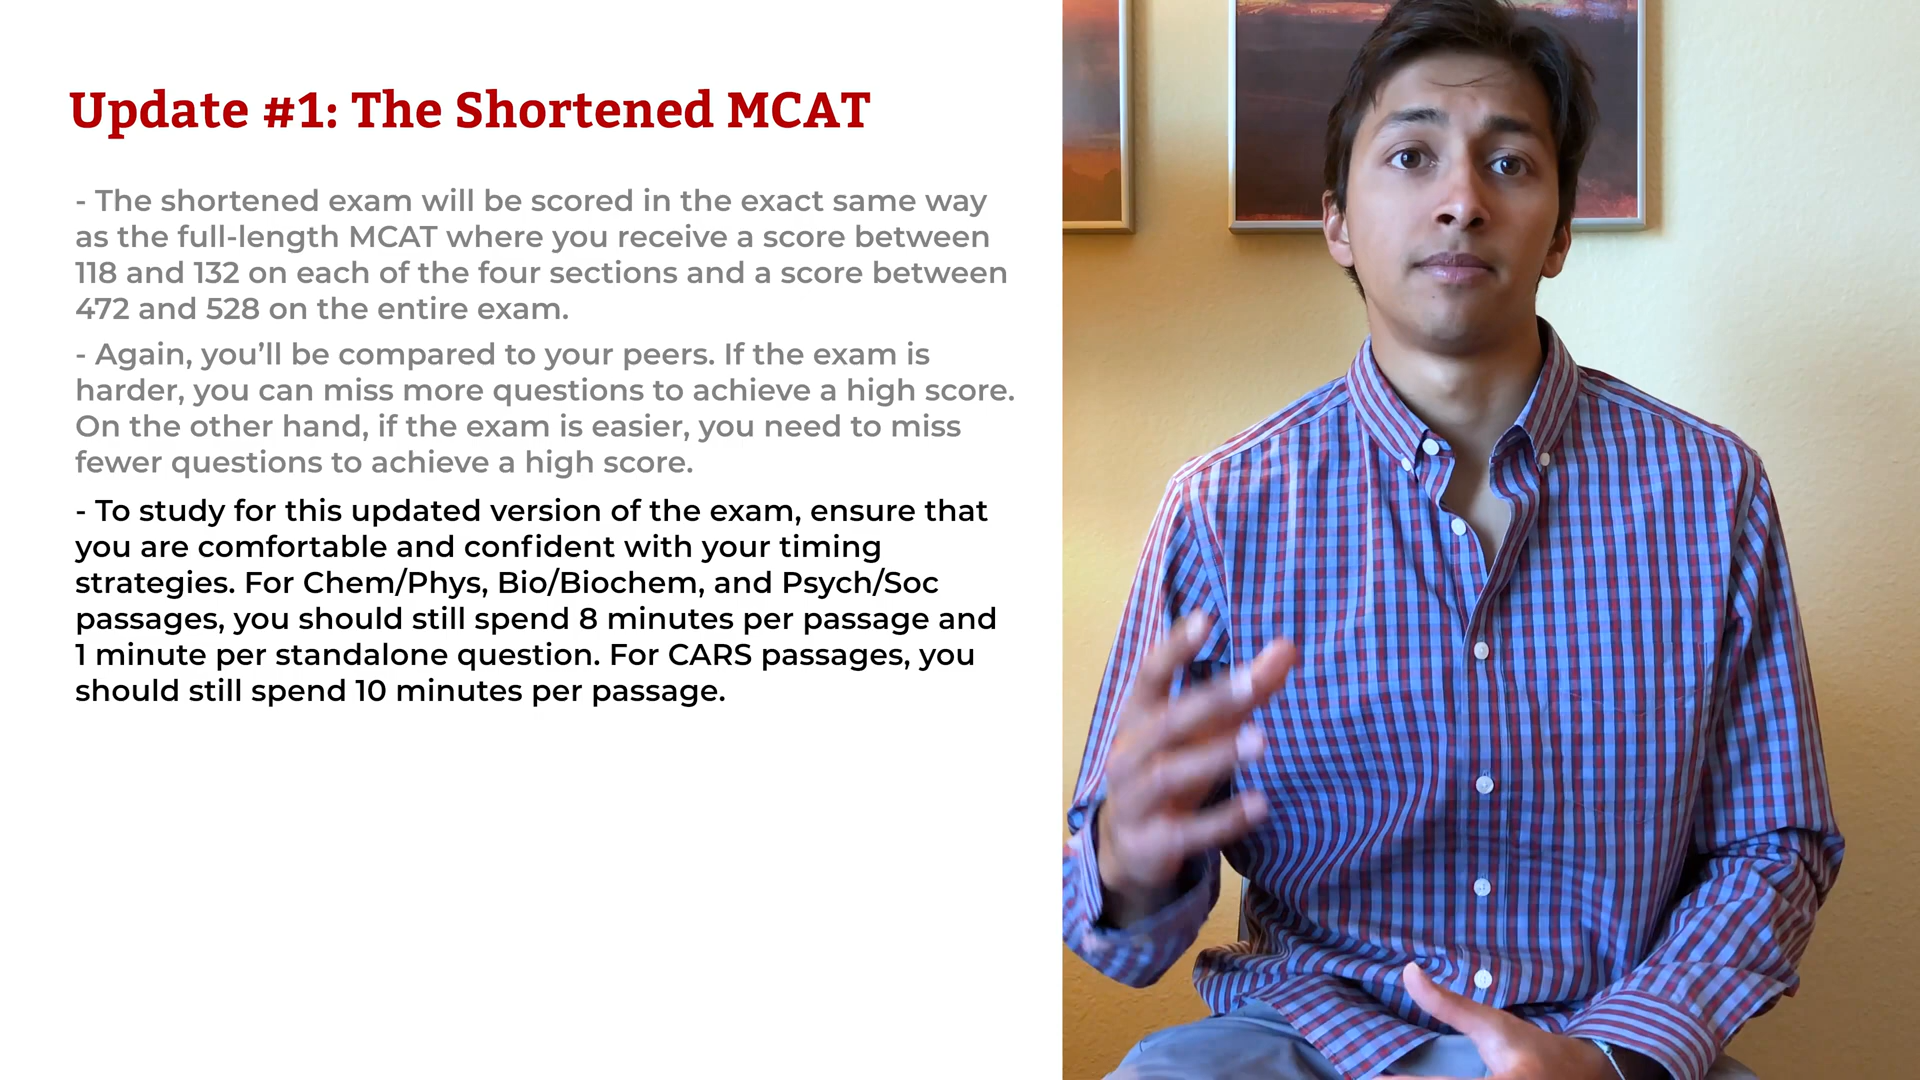 Update #1: The Shortened MCAT
- The shortened exam will be scored in the exact same way
as the full-length MCAT where you receive a score between
118 and 132 on each of the four sections and a score between
472 and 528 on the entire exam.
- Again, you’ll be compared to your peers. If the exam is
harder, you can miss more questions to achieve a high score.
On the other hand, if the exam is easier, you need to miss
fewer questions to achieve a high score.
- To study for this updated version of the exam, ensure that
you are comfortable and confident with your timing
strategies. For Chem/Phys, Bio/Biochem, and Psych/Soc
passages, you should still spend 8 minutes per passage and
1 minute per standalone question. For CARS passages, you
should still spend 10 minutes per passage.